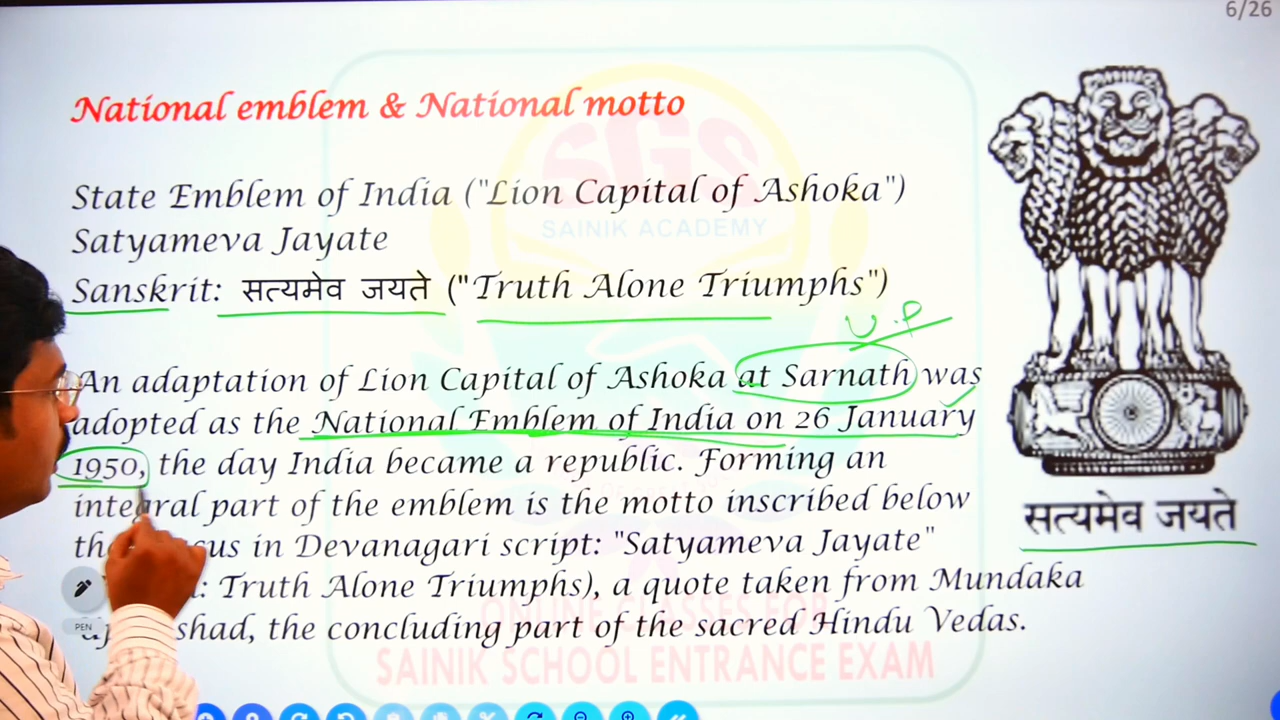 6/26
National emblem & National motto
State Emblem of India ("Lion Capital of Ashoka")
SGS
SAINIK ACADEMY
Satyameva Jayate
Sanskrit: सत्यमेव जयते ("Truth Alone Triumphs")
U.P
An adaptation of Lion Capital of Ashoka at Sarnath was
adopted as the National Emblem of India on 26 January
1950, the day India became a republic. Forming an
integral part of the emblem is the motto inscribed below
in Devanagari script: "Satyameva Jayate"
Truth Alone Triumphs), a quote taken from Mundaka
the concluding part of the sacred Hindu Vedas.
सत्यमेव जयते
PEN
ONLINE CLASSES FOR
SAINIK SCHOOL ENTRANCE EXAM